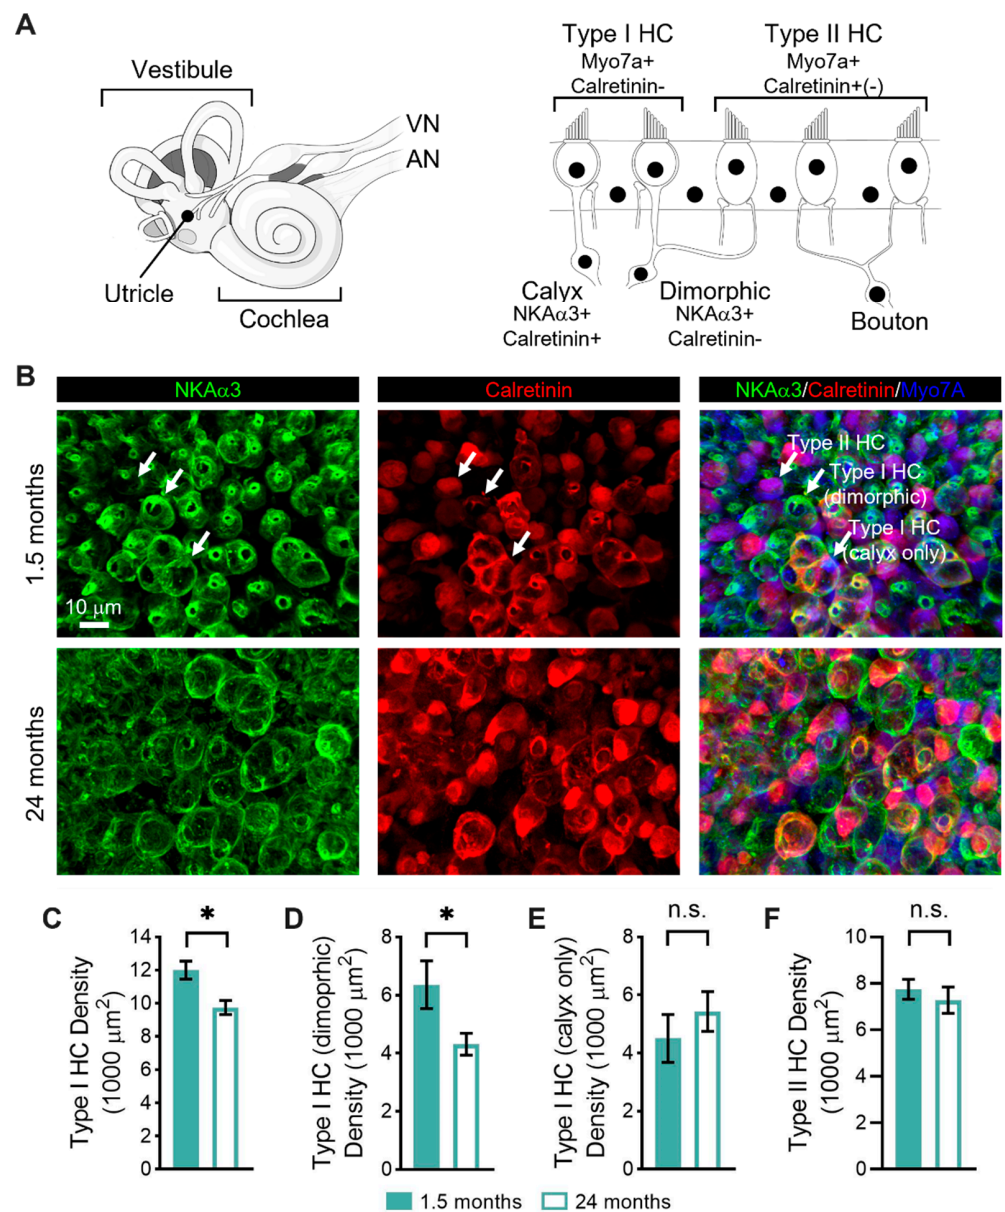 A
Vestibule
VN
AN
Utricle
Cochlea
Type I HC
Myo7a+
Calretinin-
Type II HC
Myo7a+
Calretinin+(-)
Calyx
NKAα3+
Calretinin+
Dimorphic
NKAα3+
Calretinin-
Bouton
B
NKAα3
Calretinin
NKAα3/Calretinin/Myo7A
1.5 months
10 μm
Type II HC
Type I HC
(dimorphic)
Type I HC
(calyx only)
24 months
C
Type I HC Density
(1000 μm²)
14
12
10
8
6
4
2
0
*
D
Type I HC (dimoprhic)
Density (1000 μm²)
8
6
4
2
0
*
E
Type I HC (calyx only)
Density (1000 μm²)
8
6
4
2
0
n.s.
F
Type II HC Density
(1000 μm²)
10
8
6
4
2
0
n.s.
1.5 months
24 months